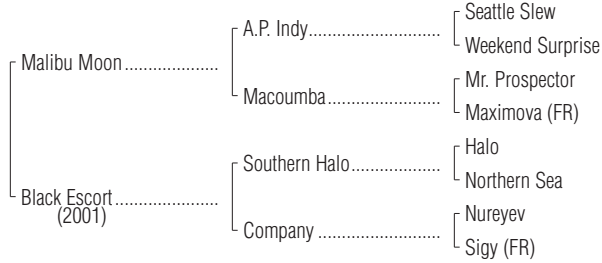 Seattle Slew
A.P. Indy..............................
Weekend Surprise
Malibu Moon .....................
Mr. Prospector
Macoumba..........................
Maximova (FR)
Halo
Southern Halo.....................
Northern Sea
Black Escort .......................
(2001)
Nureyev
Company ............................
Sigy (FR)